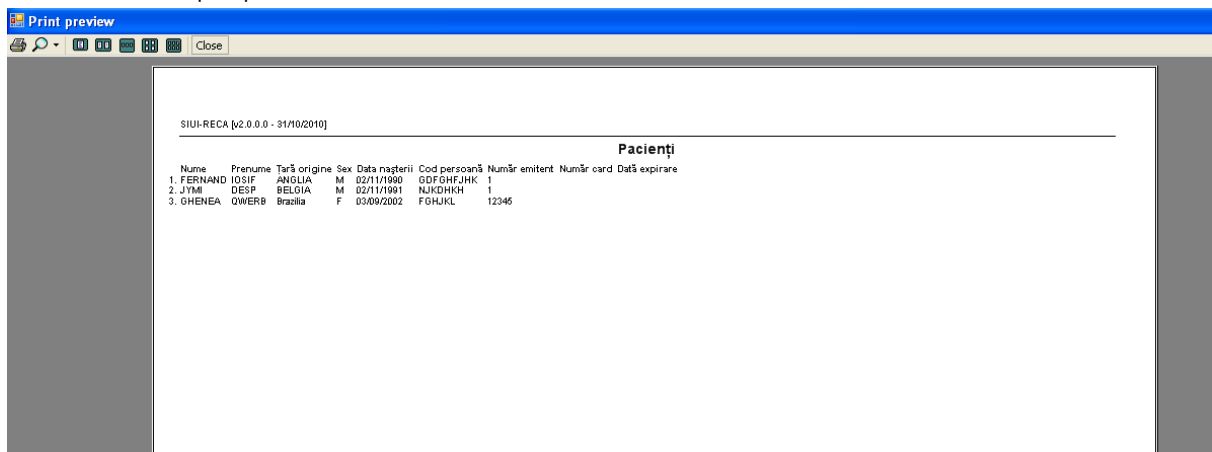 Print preview
Close
SIUI-RECA [v2.0.0.0 - 31/10/2010]
Pacienți
Nume Prenume Țară origine Sex Data nașterii Cod persoană Număr emitent Număr card Dată expirare
1. FERNAND IOSIF ANGLIA M 02/11/1990 GDFGHFJHK 1
2. JYMI DESP BELGIA M 02/11/1991 NJKDHKH 1
3. GHENEA QWERB Brazilia F 03/09/2002 FGHJKL 12345